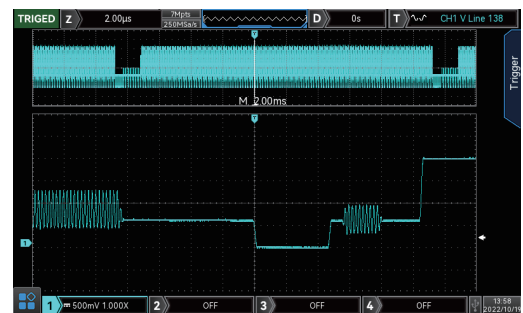 TRIGED Z 2.00μs 7Mpts 250MSa/s D 0s T CH1 V Line 138
T
Trigger
M 2.00ms
T
1
1 500mV 1.000X 2 OFF 3 OFF 4 OFF 13:58
2022/10/19